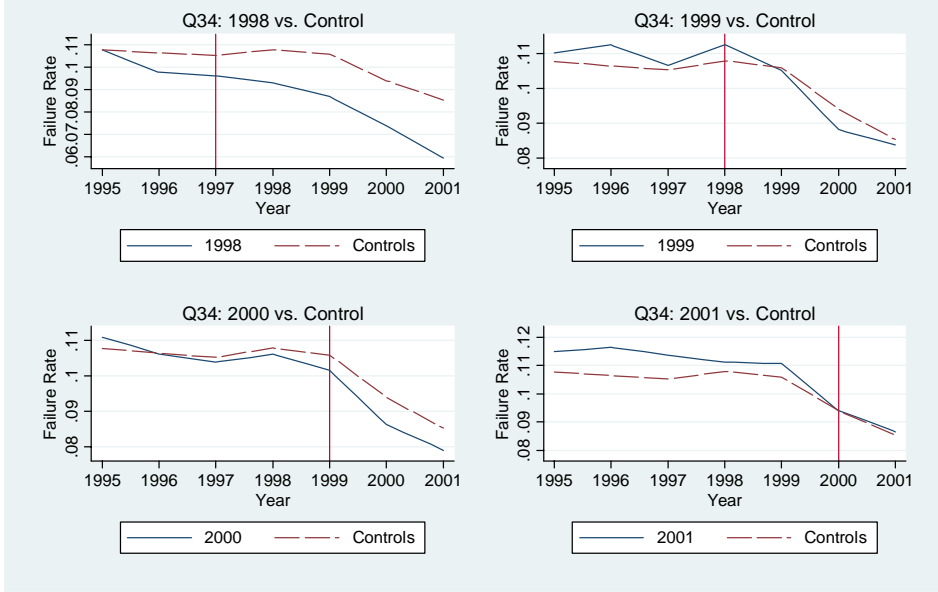 Q34: 1998 vs. Control
Failure Rate
.06.07.08.09 .1 .11
1995 1996 1997 1998 1999 2000 2001
Year
1998 Controls
Q34: 1999 vs. Control
Failure Rate
.08 .09 .1 .11
1995 1996 1997 1998 1999 2000 2001
Year
1999 Controls
Q34: 2000 vs. Control
Failure Rate
.08 .09 .1 .11
1995 1996 1997 1998 1999 2000 2001
Year
2000 Controls
Q34: 2001 vs. Control
Failure Rate
.08 .09 .1 .11 .12
1995 1996 1997 1998 1999 2000 2001
Year
2001 Controls